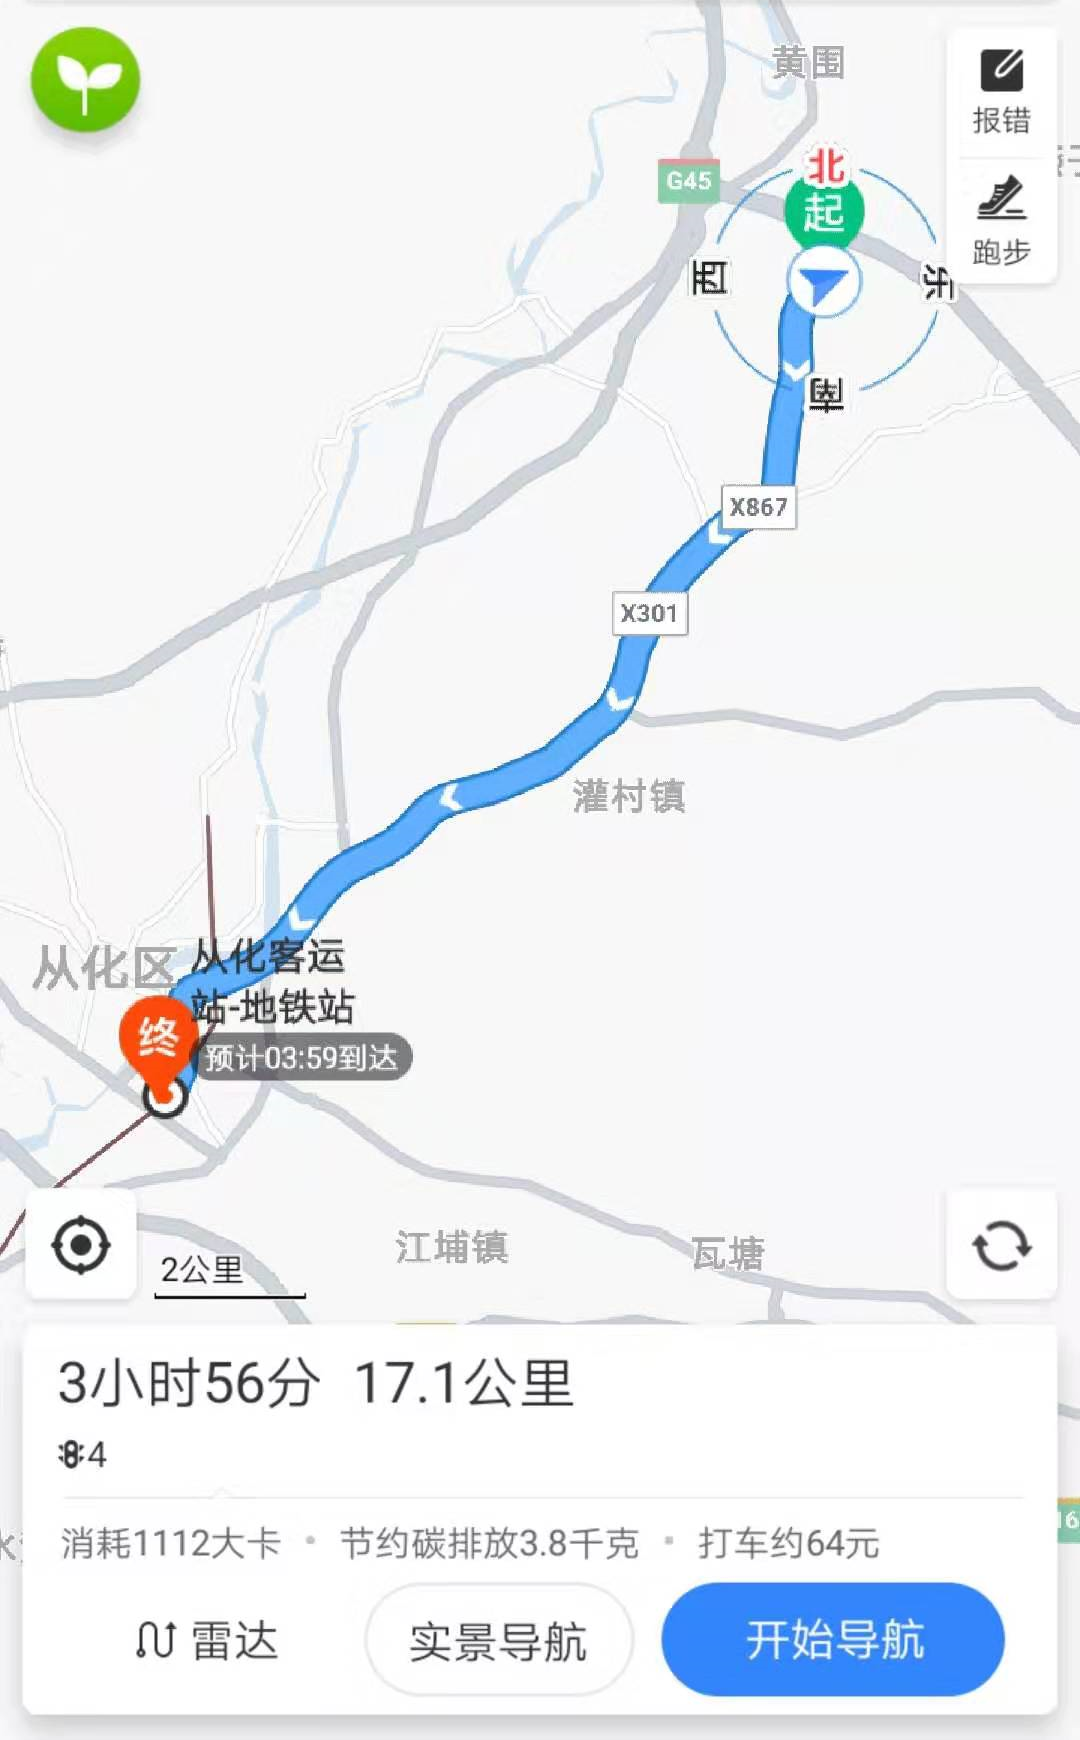 黄围
报错
G45
北
起
跑步
西
东
南
X867
X301
灌村镇
从化区
从化客运
站-地铁站
终
预计03:59到达
江埔镇
瓦塘
2公里
3小时56分 17.1公里
4
消耗1112大卡 • 节约碳排放3.8千克 • 打车约64元
雷达
实景导航
开始导航